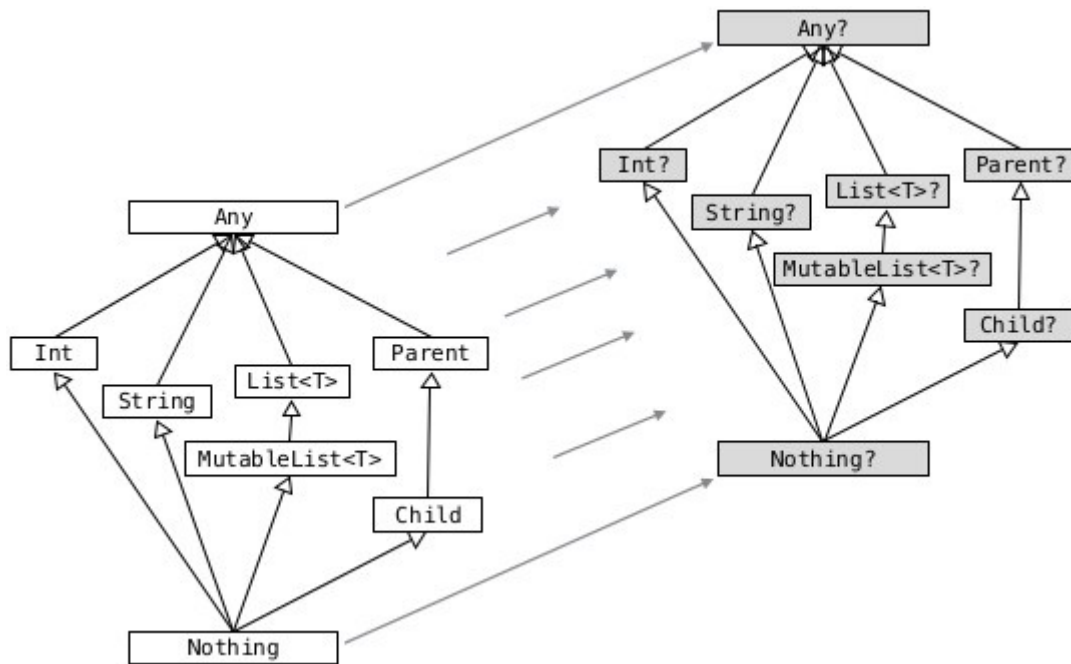 Any?
Int?
Parent?
List<T>?
String?
Any
MutableList<T>?
Child?
Int
Parent
List<T>
String
MutableList<T>
Nothing?
Child
Nothing